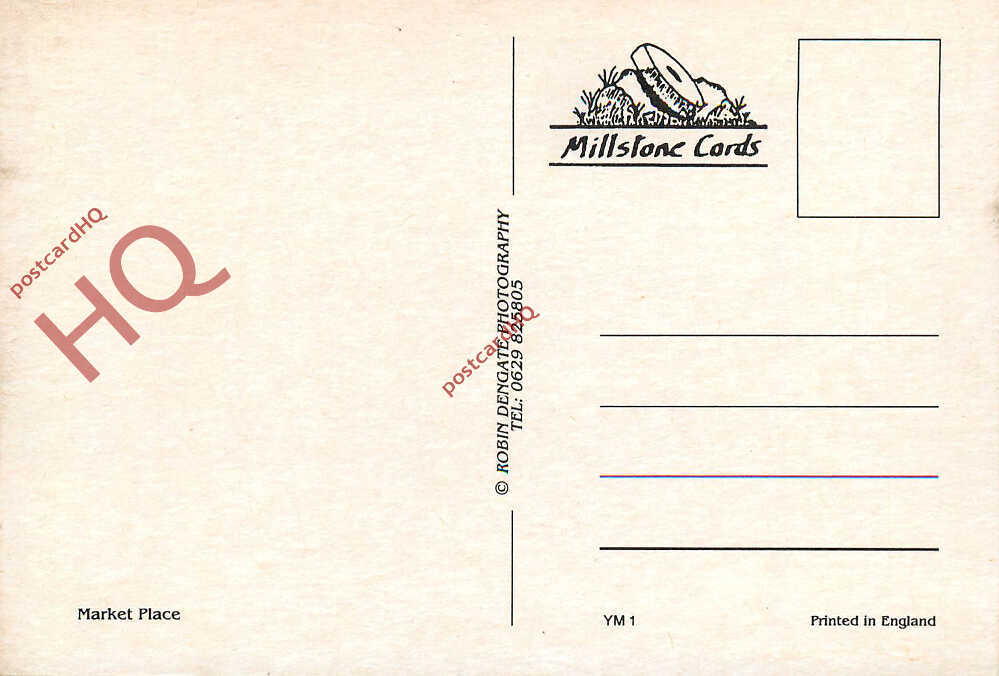 Millstone Cards
postcardHQ
HQ
© ROBIN DENGATE PHOTOGRAPHY
TEL: 0629 825805
postcardHQ
Market Place
YM 1
Printed in England